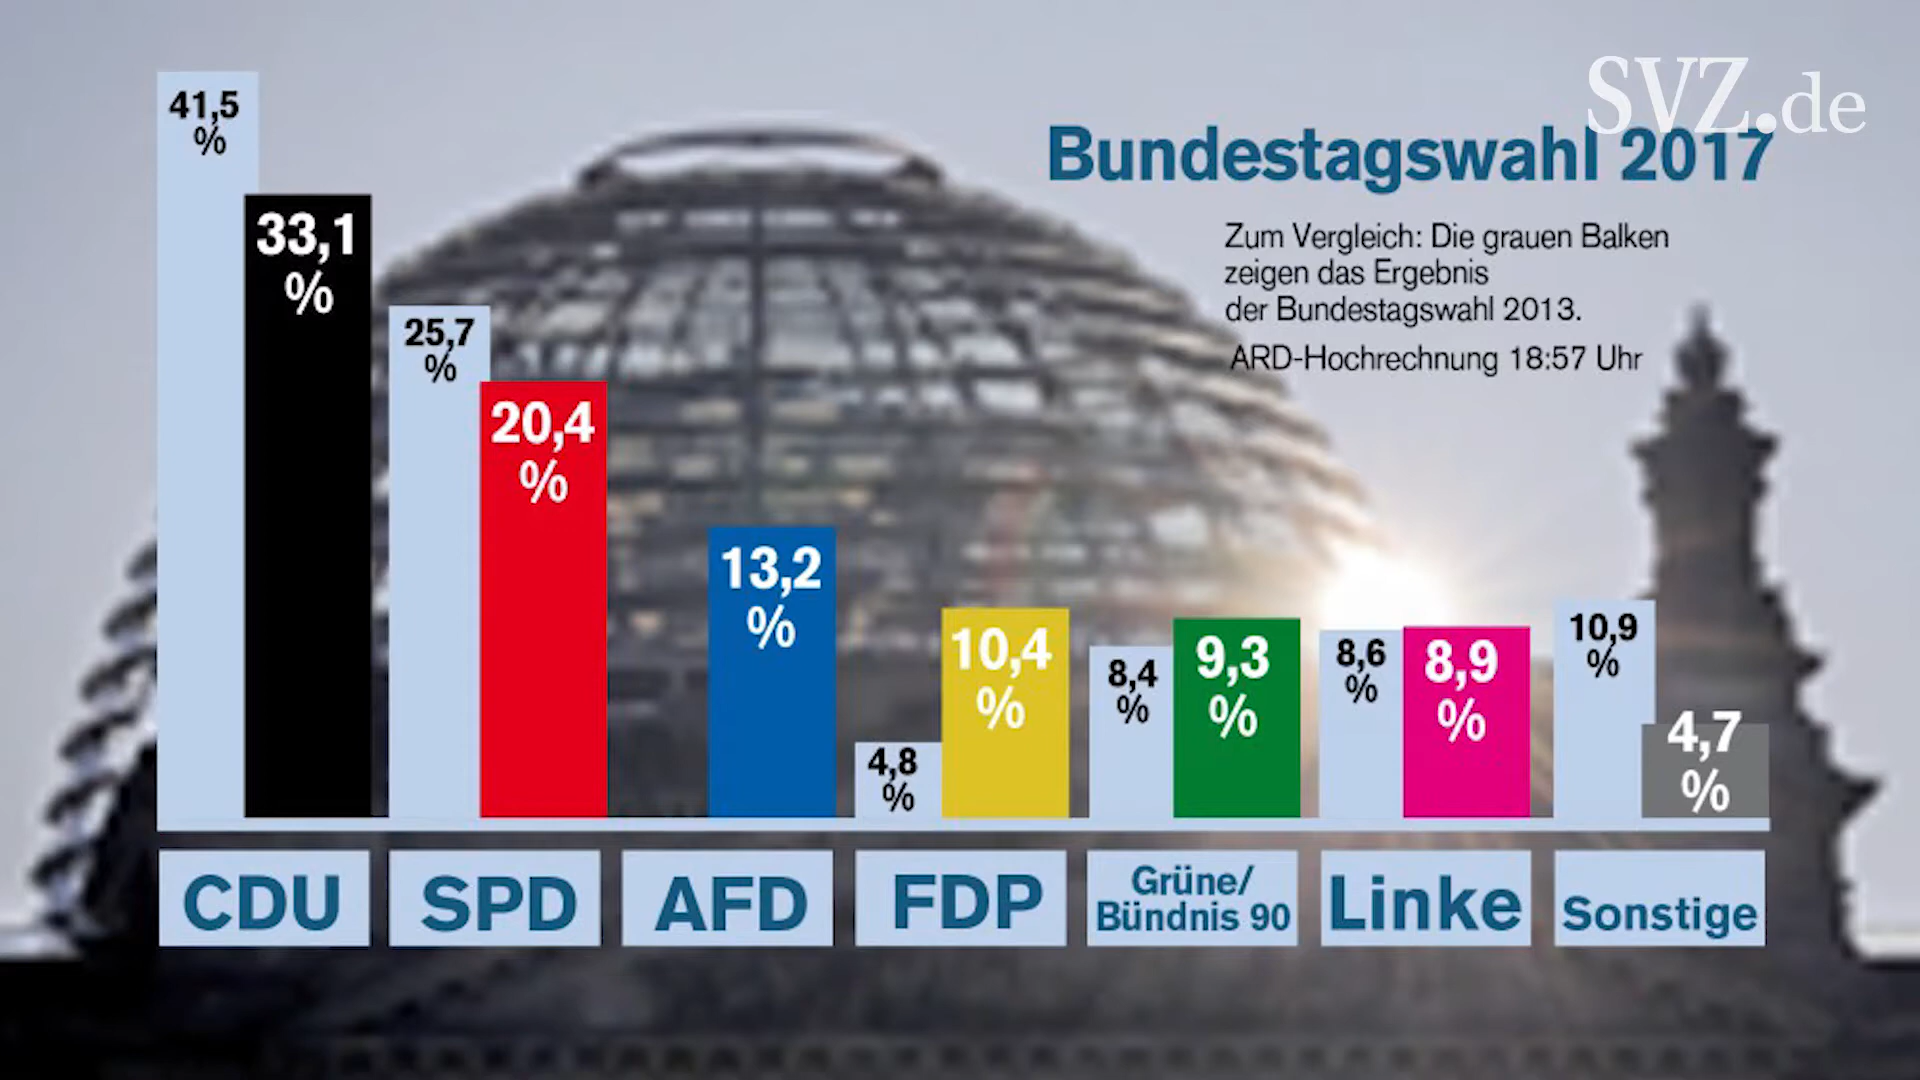 SVZ.de
Bundestagswahl 2017
Zum Vergleich: Die grauen Balken
zeigen das Ergebnis
der Bundestagswahl 2013.
ARD-Hochrechnung 18:57 Uhr
41,5
%
33,1
%
25,7
%
20,4
%
13,2
%
4,8
%
10,4
%
8,4
%
9,3
%
8,6
%
8,9
%
10,9
%
4,7
%
CDU
SPD
AFD
FDP
Grüne/
Bündnis 90
Linke
Sonstige